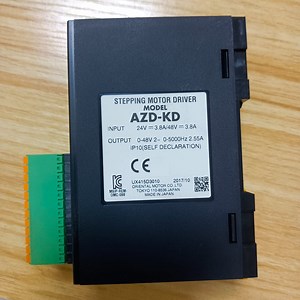 STEPPING MOTOR DRIVER
MODEL
AZD-KD
INPUT 24V ⎓ 3.8A/48V ⎓ 3.8A
OUTPUT 0-48V 2~ 0-5000Hz 2.55A
IP10(SELF DECLARATION)
CE
UX415D3010 2017/10
ORIENTAL MOTOR CO.,LTD
TOKYO 110-8536 JAPAN
MADE IN JAPAN